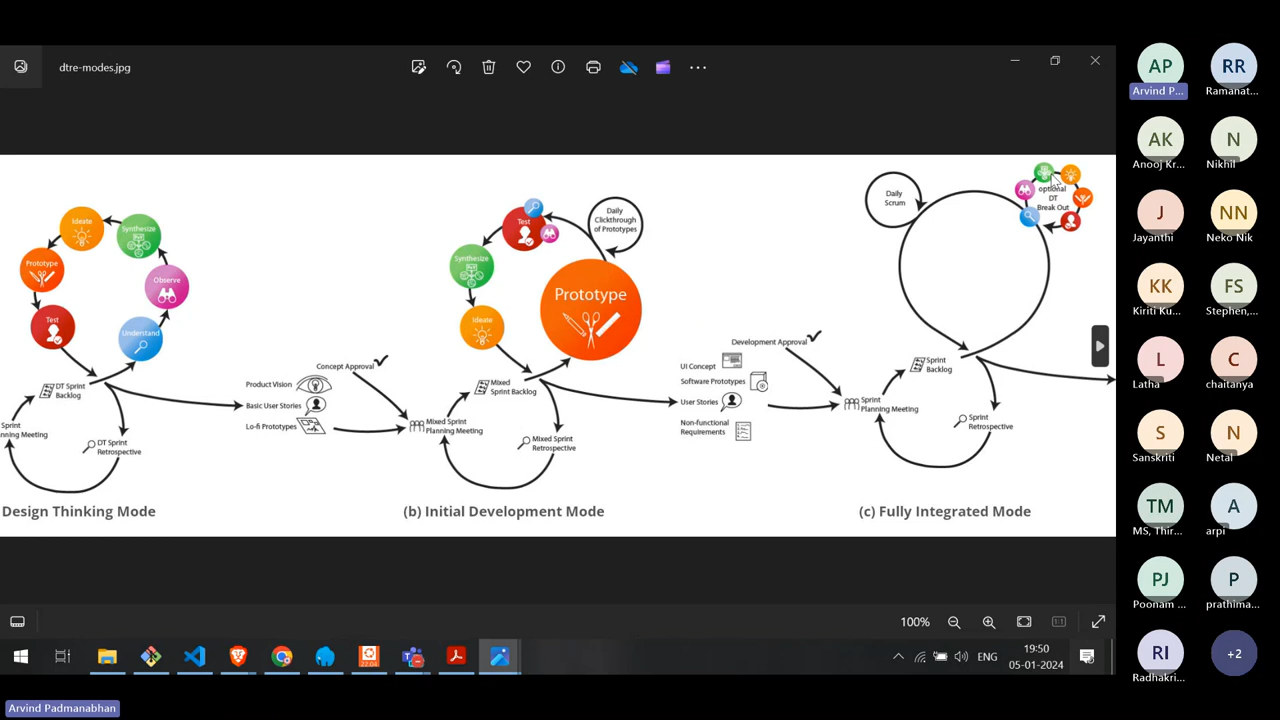 dtre-modes.jpg
Ideate
Synthesize
Prototype
Observe
Test
Understand
DT Sprint
Backlog
Sprint
nning Meeting
DT Sprint
Retrospective
Design Thinking Mode
Product Vision
Basic User Stories
Lo-fi Prototypes
Concept Approval
Test
Daily
Clickthrough
of Prototypes
Synthesize
Prototype
Ideate
Mixed
Sprint Backlog
Mixed Sprint
Planning Meeting
Mixed Sprint
Retrospective
(b) Initial Development Mode
Development Approval
UI Concept
Software Prototypes
User Stories
Non-functional
Requirements
Daily
Scrum
optional
DT
Break Out
Sprint
Backlog
Sprint
Planning Meeting
Sprint
Retrospective
(c) Fully Integrated Mode
100%
1:1
22.04
ENG
19:50
05-01-2024
AP
Arvind P...
RR
Ramanat...
AK
Anooj Kr...
N
Nikhil
J
Jayanthi
NN
Neko Nik
KK
Kiriti Ku...
FS
Stephen,...
L
Latha
C
chaitanya
S
Sanskriti
N
Netal
TM
MS, Thir...
A
arpi
PJ
Poonam ...
P
prathima...
RI
Radhakri...
+2
Arvind Padmanabhan